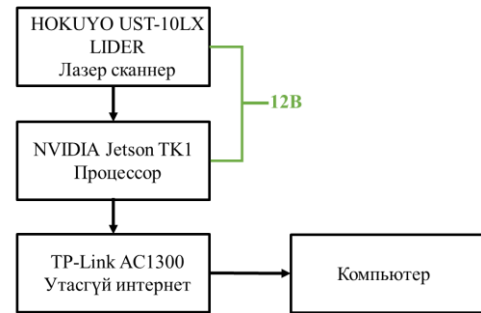 HOKUYO UST-10LX
LIDER
Лазер сканнер
12В
NVIDIA Jetson TK1
Процессор
TP-Link AC1300
Утасгүй интернет
Компьютер